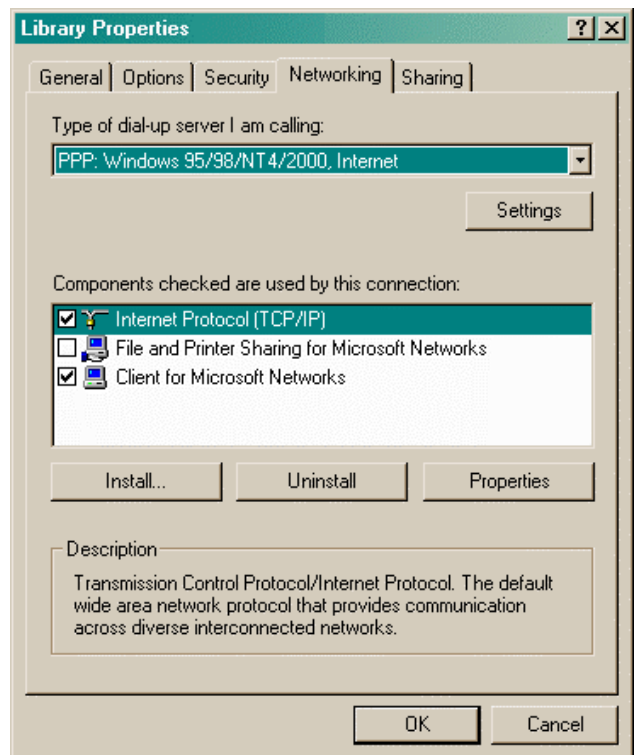 Library Properties
General Options Security Networking Sharing
Type of dial-up server I am calling:
PPP: Windows 95/98/NT4/2000, Internet
Settings
Components checked are used by this connection:
Internet Protocol (TCP/IP)
File and Printer Sharing for Microsoft Networks
Client for Microsoft Networks
Install... Uninstall Properties
Description
Transmission Control Protocol/Internet Protocol. The default
wide area network protocol that provides communication
across diverse interconnected networks.
OK Cancel